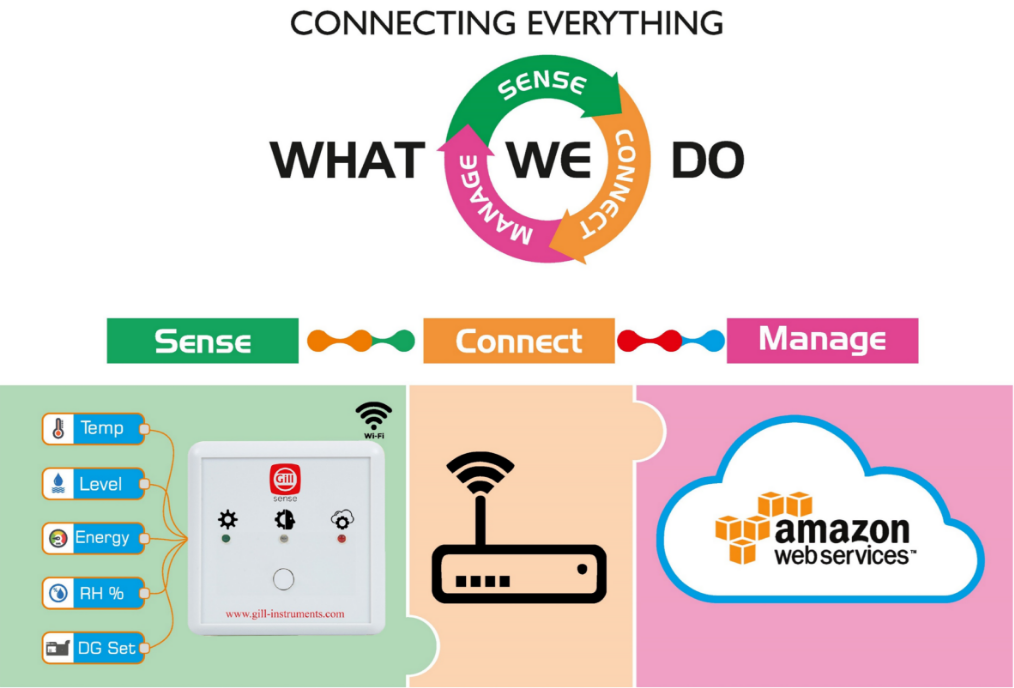 CONNECTING EVERYTHING
SENSE
WHAT WE DO
CONNECT
MANAGE
Sense
Connect
Manage
Wi-Fi
Temp
Level
Energy
RH %
DG Set
Gill
sense
www.gill-instruments.com
amazon
web services™